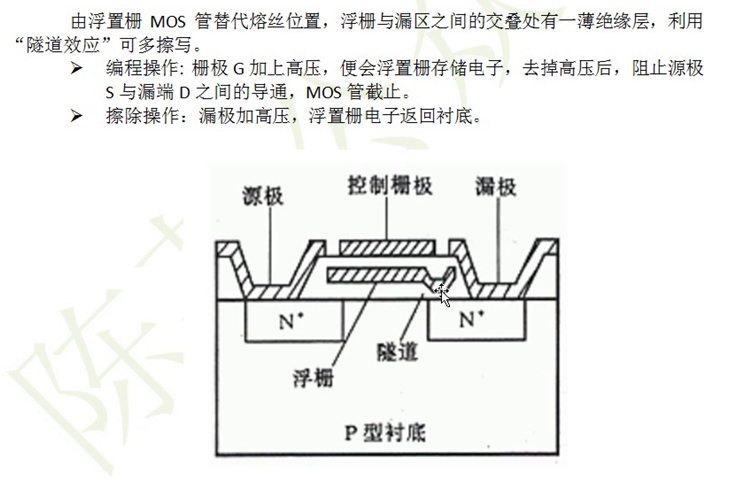 由浮置栅 MOS 管替代熔丝位置，浮栅与漏区之间的交叠处有一薄绝缘层，利用
“隧道效应”可多擦写。
➢ 编程操作: 栅极 G 加上高压，便会浮置栅存储电子，去掉高压后，阻止源极
S 与漏端 D 之间的导通，MOS 管截止。
➢ 擦除操作：漏极加高压，浮置栅电子返回衬底。
源极
控制栅极
漏极
N⁺
N⁺
隧道
浮栅
P型衬底